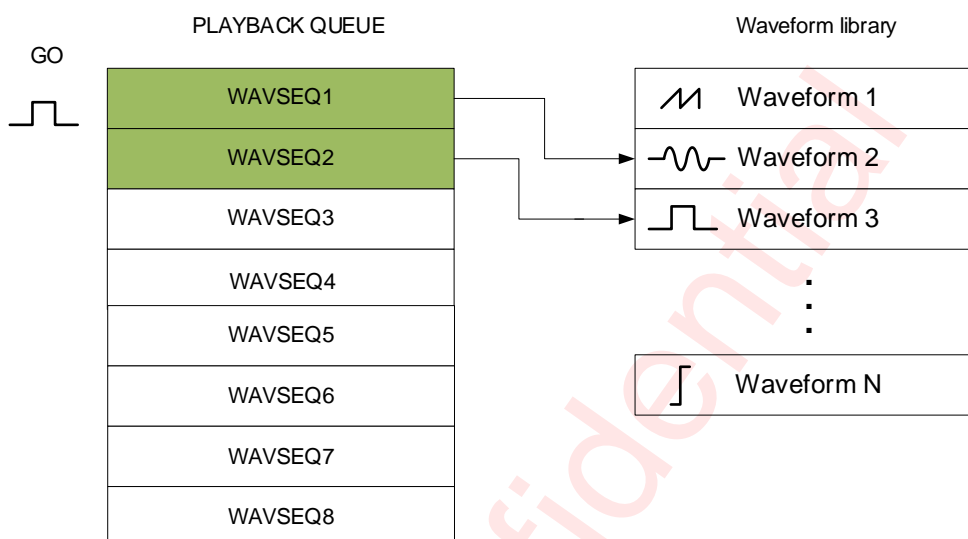 PLAYBACK QUEUE
Waveform library
GO
WAVSEQ1
WAVSEQ2
WAVSEQ3
WAVSEQ4
WAVSEQ5
WAVSEQ6
WAVSEQ7
WAVSEQ8
Waveform 1
Waveform 2
Waveform 3
Waveform N
fidential